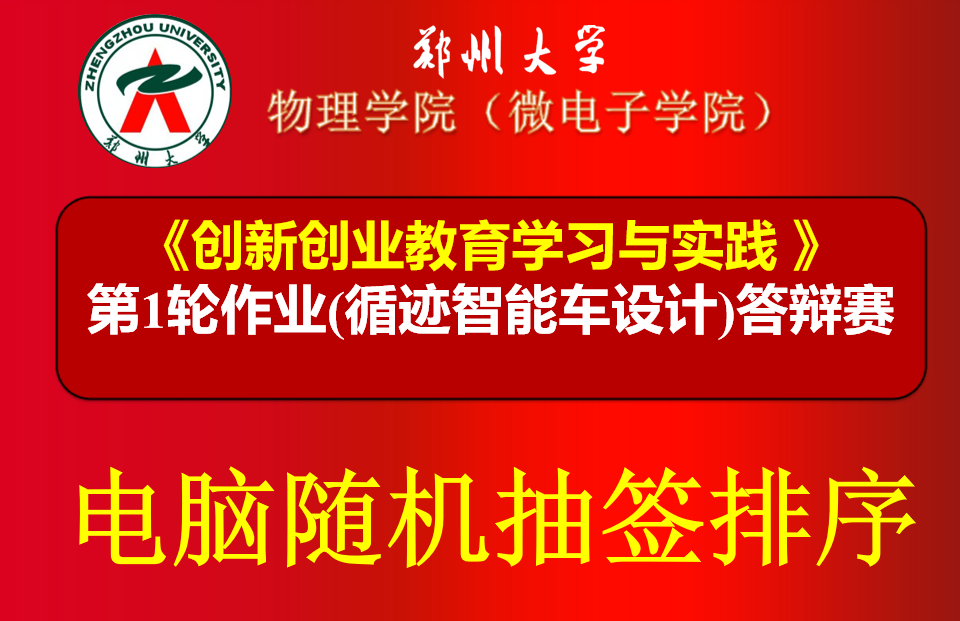 ZHENGZHOU UNIVERSITY
郑州大学
郑州大学
物理学院（微电子学院）
《创新创业教育学习与实践 》
第1轮作业(循迹智能车设计)答辩赛
电脑随机抽签排序